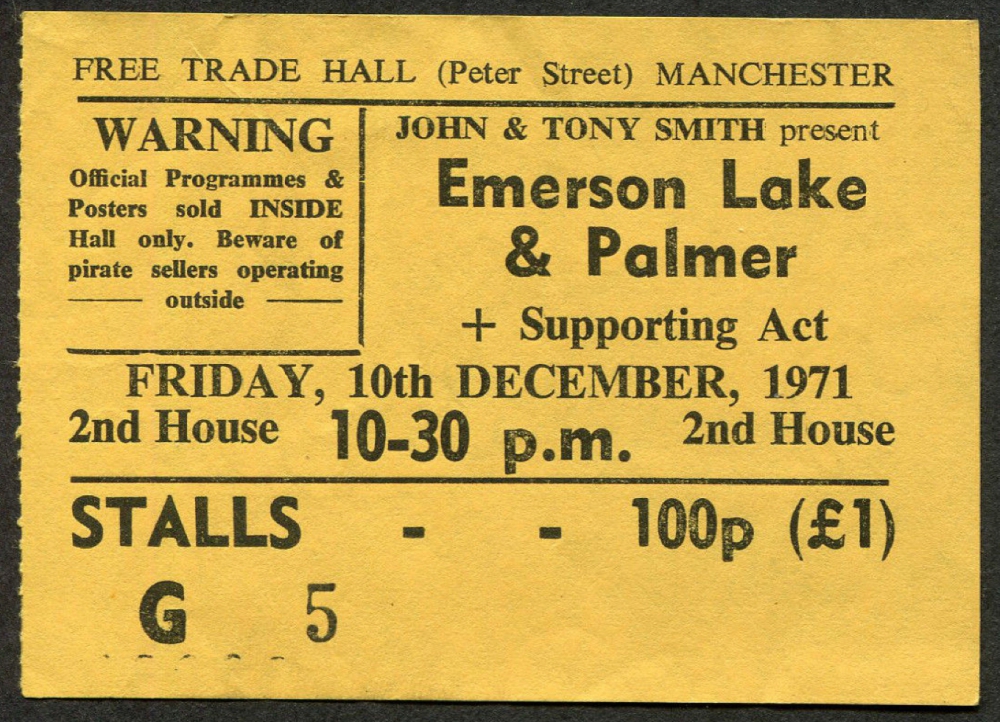 FREE TRADE HALL (Peter Street) MANCHESTER
WARNING
Official Programmes &
Posters sold INSIDE
Hall only. Beware of
pirate sellers operating
outside
JOHN & TONY SMITH present
Emerson Lake
& Palmer
+ Supporting Act
FRIDAY, 10th DECEMBER, 1971
2nd House 10-30 p.m. 2nd House
STALLS - - 100p (£1)
G 5